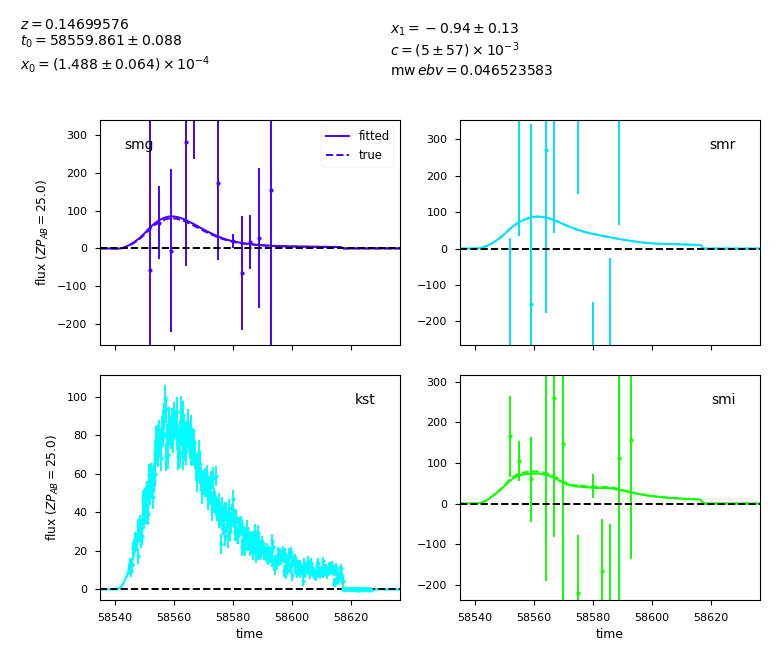 z = 0.14699576
t₀ = 58559.861 ± 0.088
x₀ = (1.488 ± 0.064) × 10⁻⁴
x₁ = −0.94 ± 0.13
c = (5 ± 57) × 10⁻³
mw ebv = 0.046523583
300
200
100
0
−100
−200
flux (ZP_AB = 25.0)
smg
fitted
true
300
200
100
0
−100
−200
smr
100
80
60
40
20
0
flux (ZP_AB = 25.0)
kst
58540 58560 58580 58600 58620
time
300
200
100
0
−100
−200
smi
58540 58560 58580 58600 58620
time